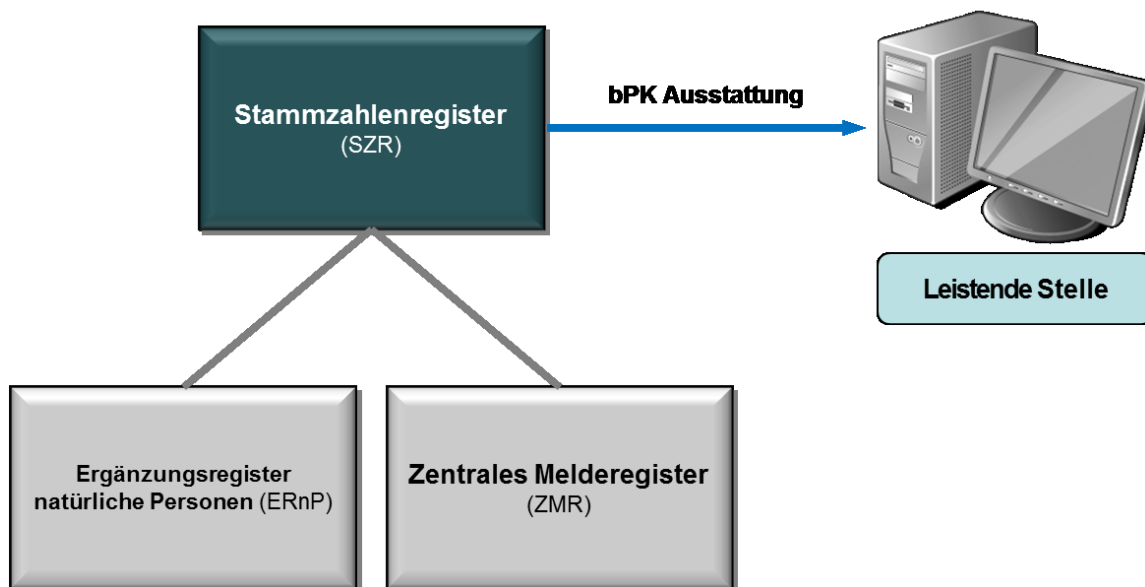 Stammzahlenregister
(SZR)
bPK Ausstattung
Leistende Stelle
Ergänzungsregister
natürliche Personen (ERnP)
Zentrales Melderegister
(ZMR)